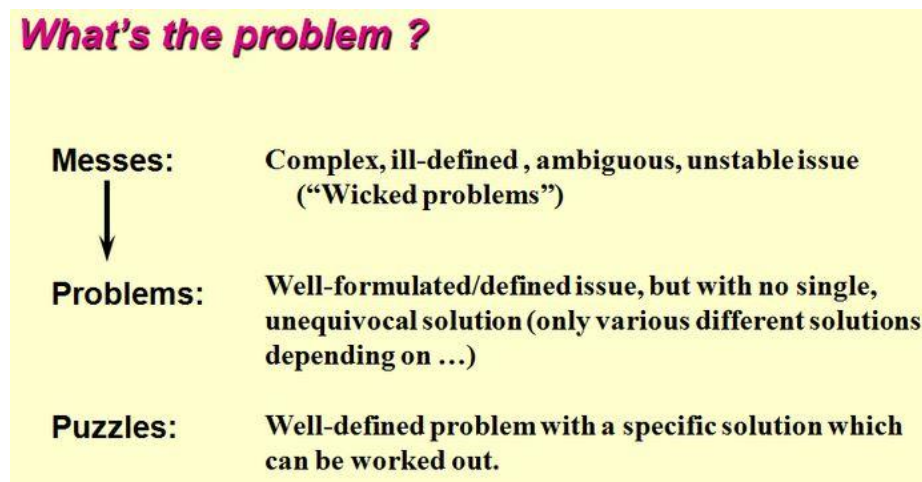 What's the problem ?
Messes: Complex, ill-defined , ambiguous, unstable issue
("Wicked problems")
Problems: Well-formulated/defined issue, but with no single,
unequivocal solution (only various different solutions
depending on ...)
Puzzles: Well-defined problem with a specific solution which
can be worked out.